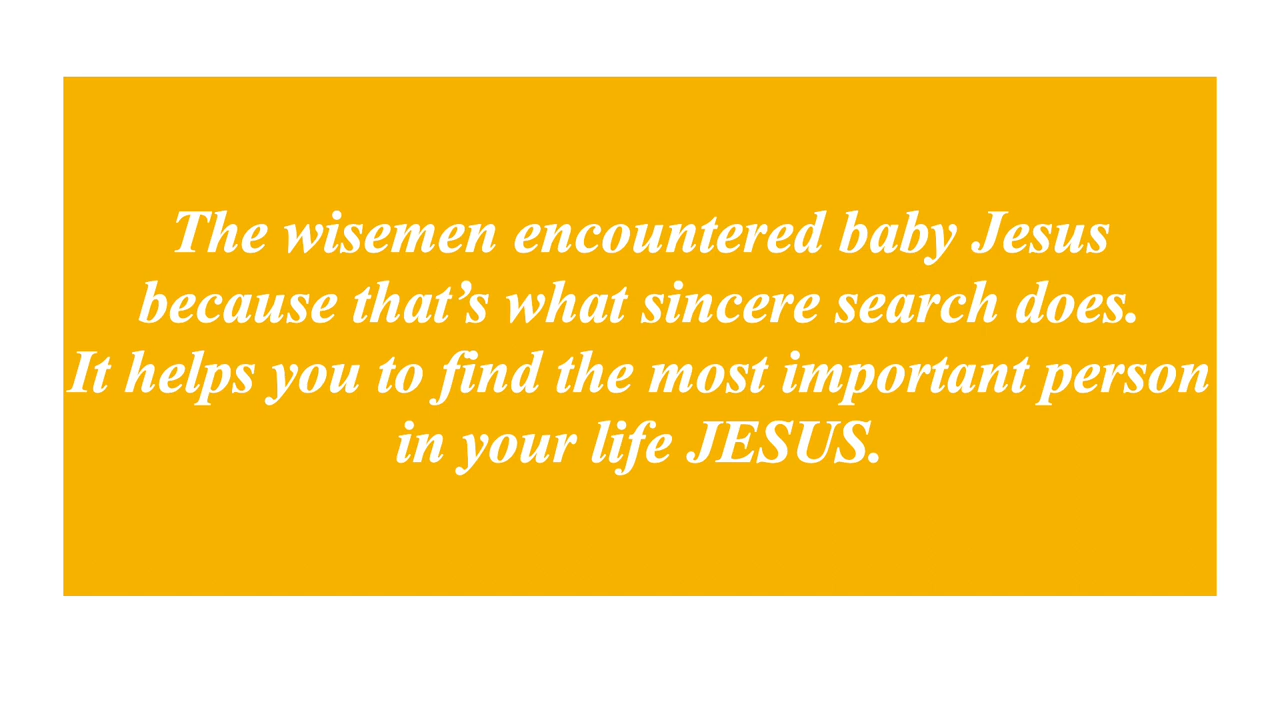 The wisemen encountered baby Jesus
because that’s what sincere search does.
It helps you to find the most important person
in your life JESUS.